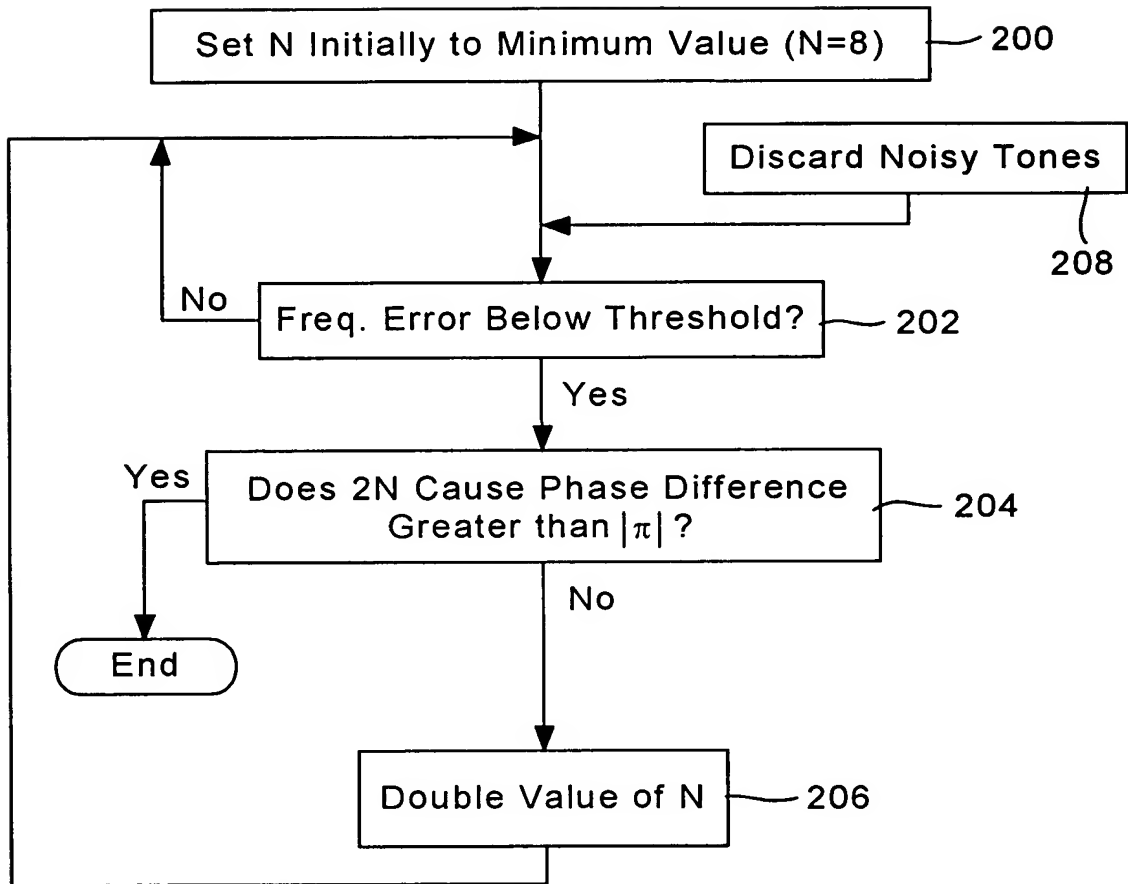 Set N Initially to Minimum Value (N=8)
200
Discard Noisy Tones
208
No
Freq. Error Below Threshold?
202
Yes
Yes
Does 2N Cause Phase Difference
Greater than |π| ?
204
No
End
Double Value of N
206